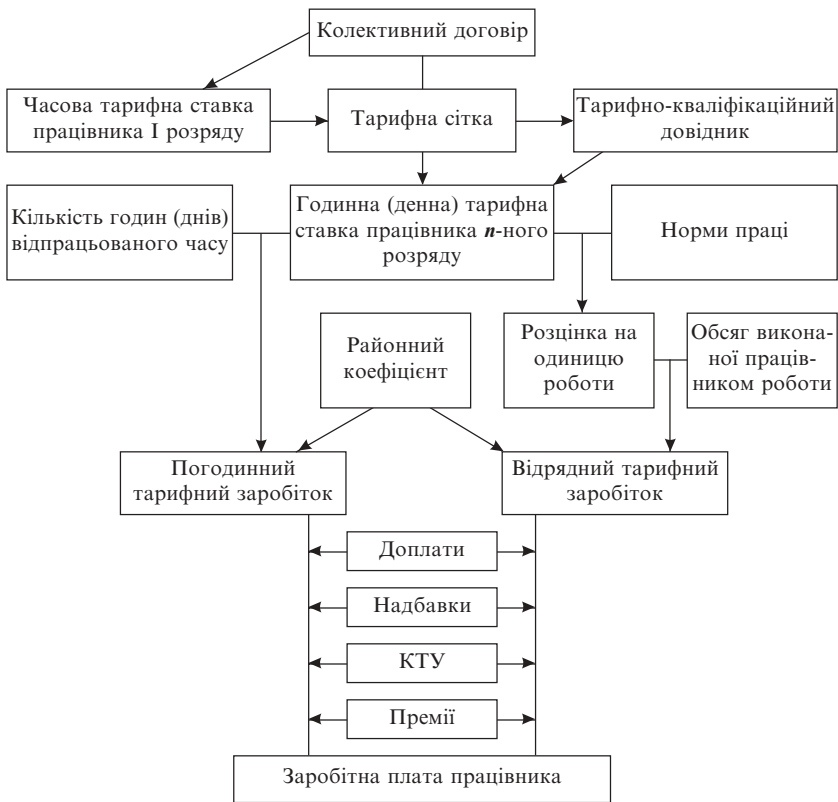 Колективний договір
Часова тарифна ставка
працівника I розряду
Тарифна сітка
Тарифно-кваліфікаційний
довідник
Кількість годин (днів)
відпрацьованого часу
Годинна (денна) тарифна
ставка працівника n-ного
розряду
Норми праці
Районний
коефіцієнт
Розцінка на
одиницю
роботи
Обсяг викона-
ної праців-
ником роботи
Погодинний
тарифний заробіток
Відрядний тарифний
заробіток
Доплати
Надбавки
КТУ
Премії
Заробітна плата працівника